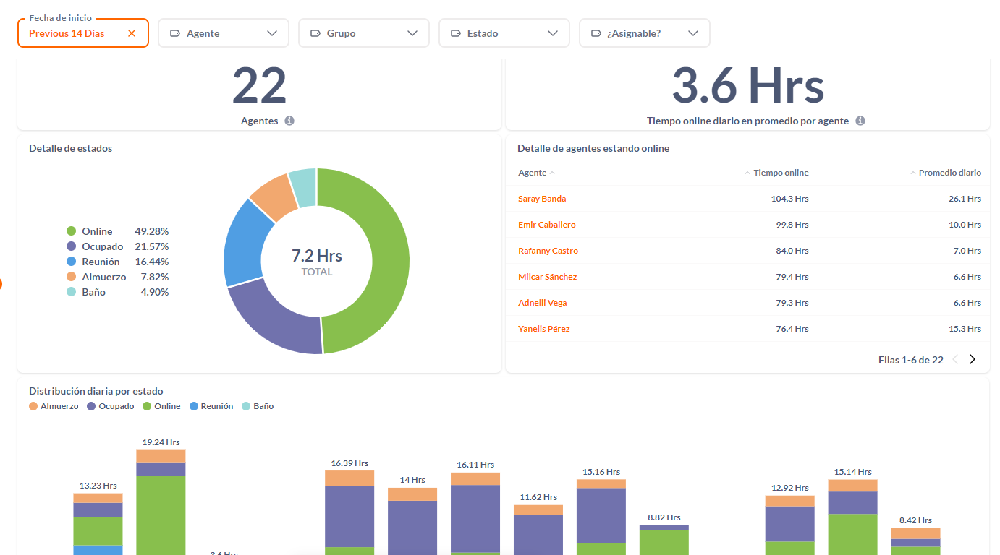 Fecha de inicio
Previous 14 Días
Agente
Grupo
Estado
¿Asignable?
22
Agentes
3.6 Hrs
Tiempo online diario en promedio por agente
Detalle de estados
Online 49.28%
Ocupado 21.57%
Reunión 16.44%
Almuerzo 7.82%
Baño 4.90%
7.2 Hrs
TOTAL
Detalle de agentes estando online
Agente Tiempo online Promedio diario
Saray Banda 104.3 Hrs 26.1 Hrs
Emir Caballero 99.8 Hrs 10.0 Hrs
Rafanny Castro 84.0 Hrs 7.0 Hrs
Milcar Sánchez 79.4 Hrs 6.6 Hrs
Adnelli Vega 79.3 Hrs 6.6 Hrs
Yanelis Pérez 76.4 Hrs 15.3 Hrs
Filas 1-6 de 22
Distribución diaria por estado
Almuerzo Ocupado Online Reunión Baño
13.23 Hrs
19.24 Hrs
3.6 Hrs
16.39 Hrs
14 Hrs
16.11 Hrs
11.62 Hrs
15.16 Hrs
8.82 Hrs
12.92 Hrs
15.14 Hrs
8.42 Hrs